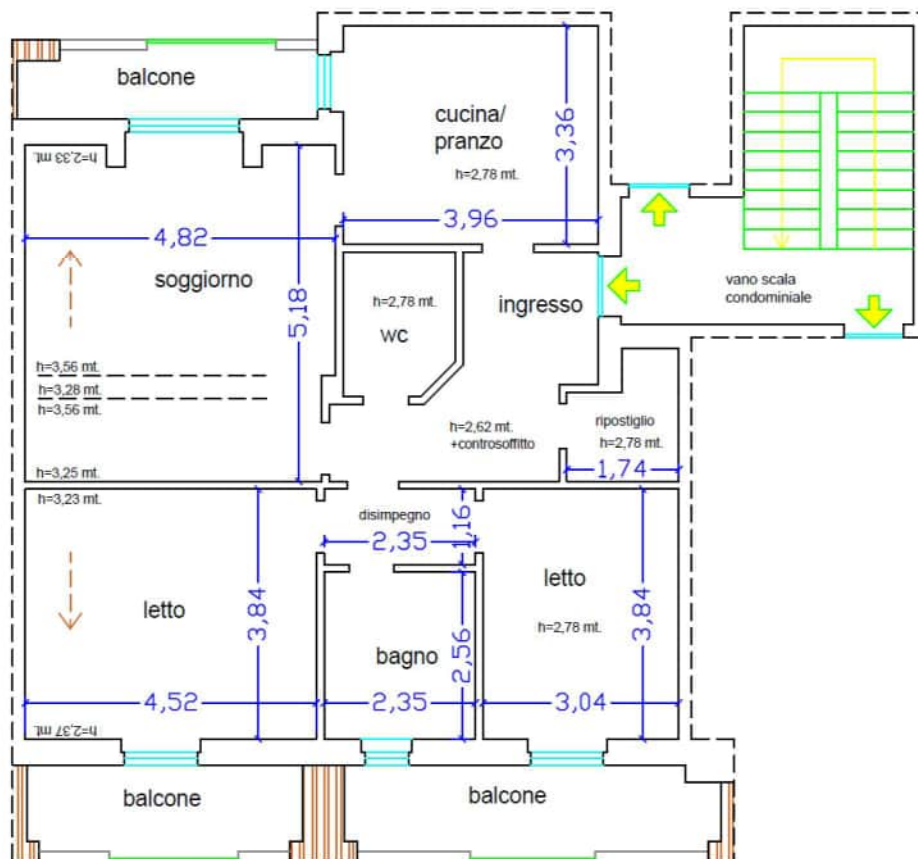 balcone
cucina/
pranzo
h=2,78 mt.
3,36
3,96
h=2,33 mt.
4,82
soggiorno
5,18
h=2,78 mt.
wc
ingresso
vano scala
condominiale
h=3,56 mt.
h=3,28 mt.
h=3,56 mt.
h=2,62 mt.
+controsoffitto
ripostiglio
h=2,78 mt.
1,74
h=3,25 mt.
h=3,23 mt.
disimpegno
2,35
1,16
letto
3,84
letto
h=2,78 mt.
3,84
bagno
2,56
4,52
2,35
3,04
h=2,37 mt.
balcone
balcone